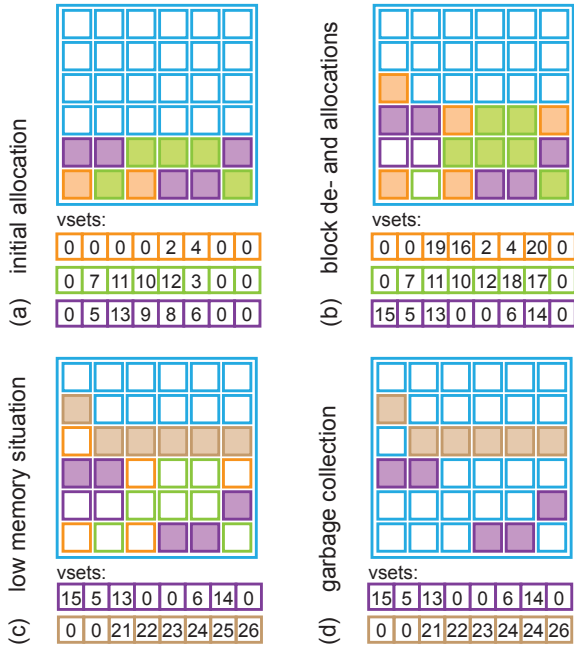 (a) initial allocation
vsets:
0 0 0 0 2 4 0 0
0 7 11 10 12 3 0 0
0 5 13 9 8 6 0 0
(b) block de- and allocations
vsets:
0 0 19 16 2 4 20 0
0 7 11 10 12 18 17 0
15 5 13 0 0 6 14 0
(c) low memory situation
vsets:
15 5 13 0 0 6 14 0
0 0 21 22 23 24 25 26
(d) garbage collection
vsets:
15 5 13 0 0 6 14 0
0 0 21 22 23 24 24 26